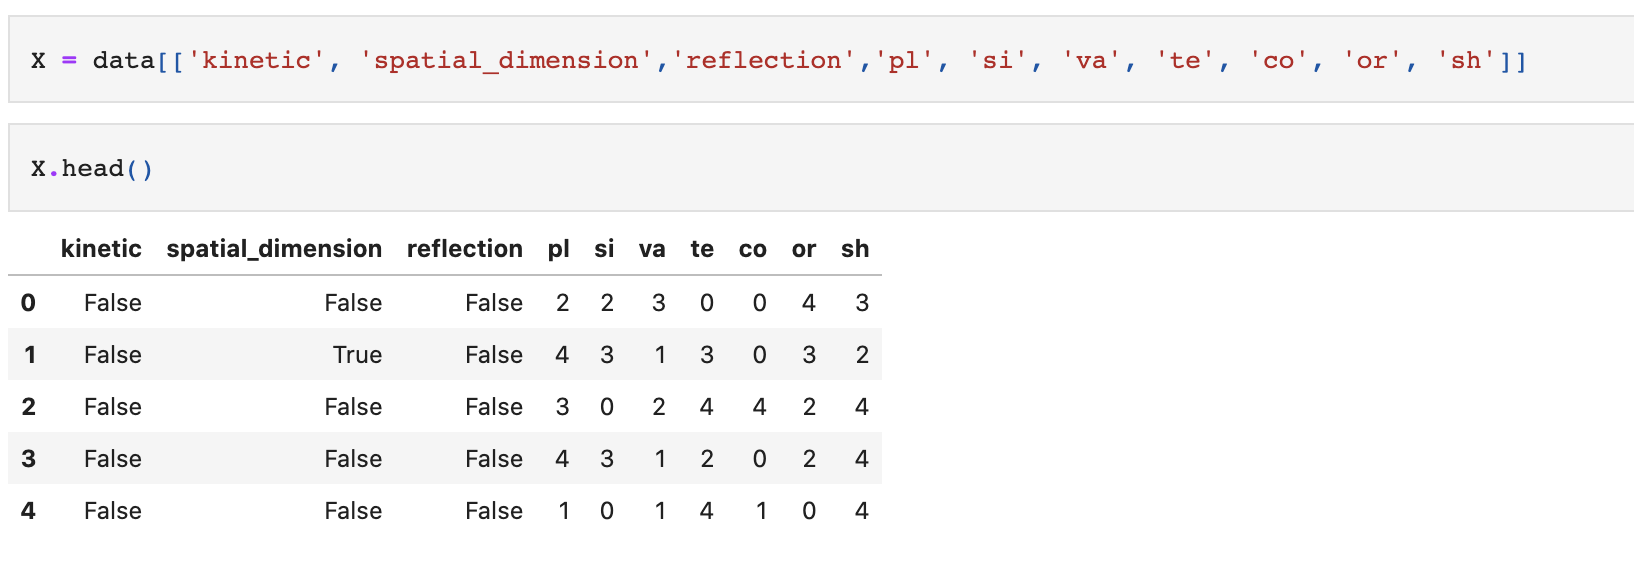 X = data[['kinetic', 'spatial_dimension','reflection','pl', 'si', 'va', 'te', 'co', 'or', 'sh']]
X.head()
kinetic spatial_dimension reflection pl si va te co or sh
0 False False False 2 2 3 0 0 4 3
1 False True False 4 3 1 3 0 3 2
2 False False False 3 0 2 4 4 2 4
3 False False False 4 3 1 2 0 2 4
4 False False False 1 0 1 4 1 0 4